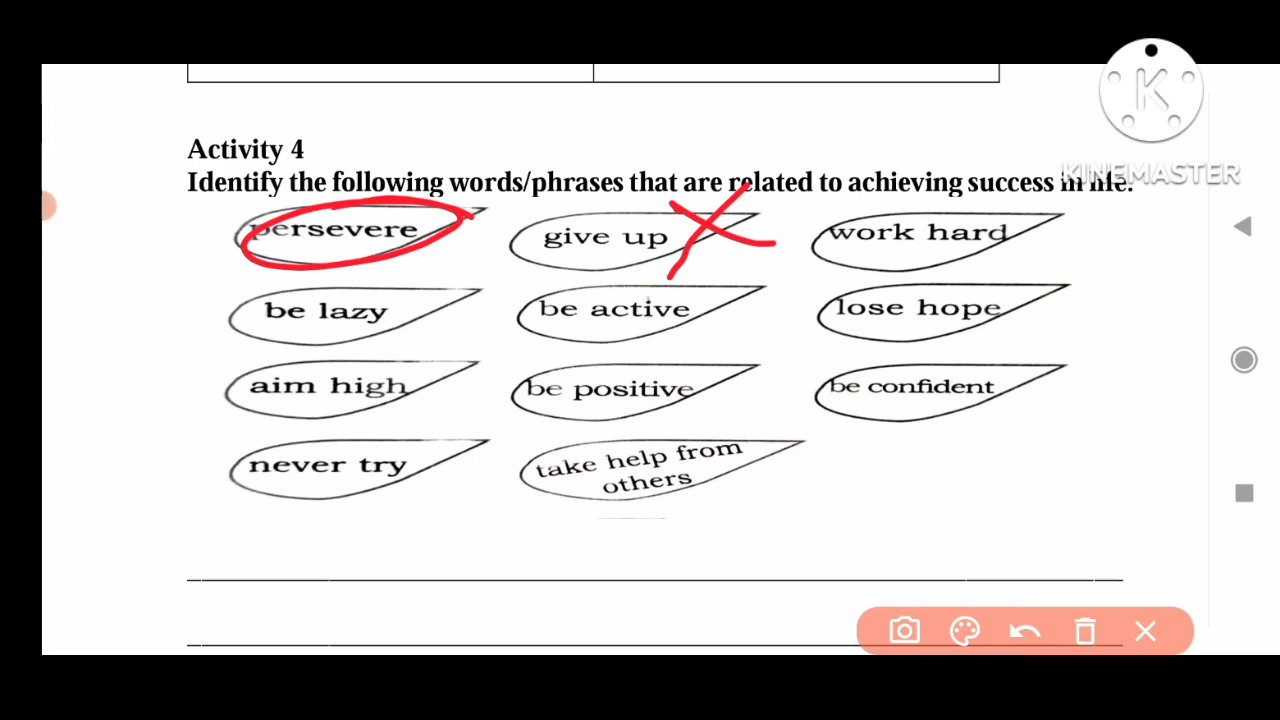 K
KINEMASTER
Activity 4
Identify the following words/phrases that are related to achieving success in life.
persevere
give up
work hard
be lazy
be active
lose hope
aim high
be positive
be confident
never try
take help from
others